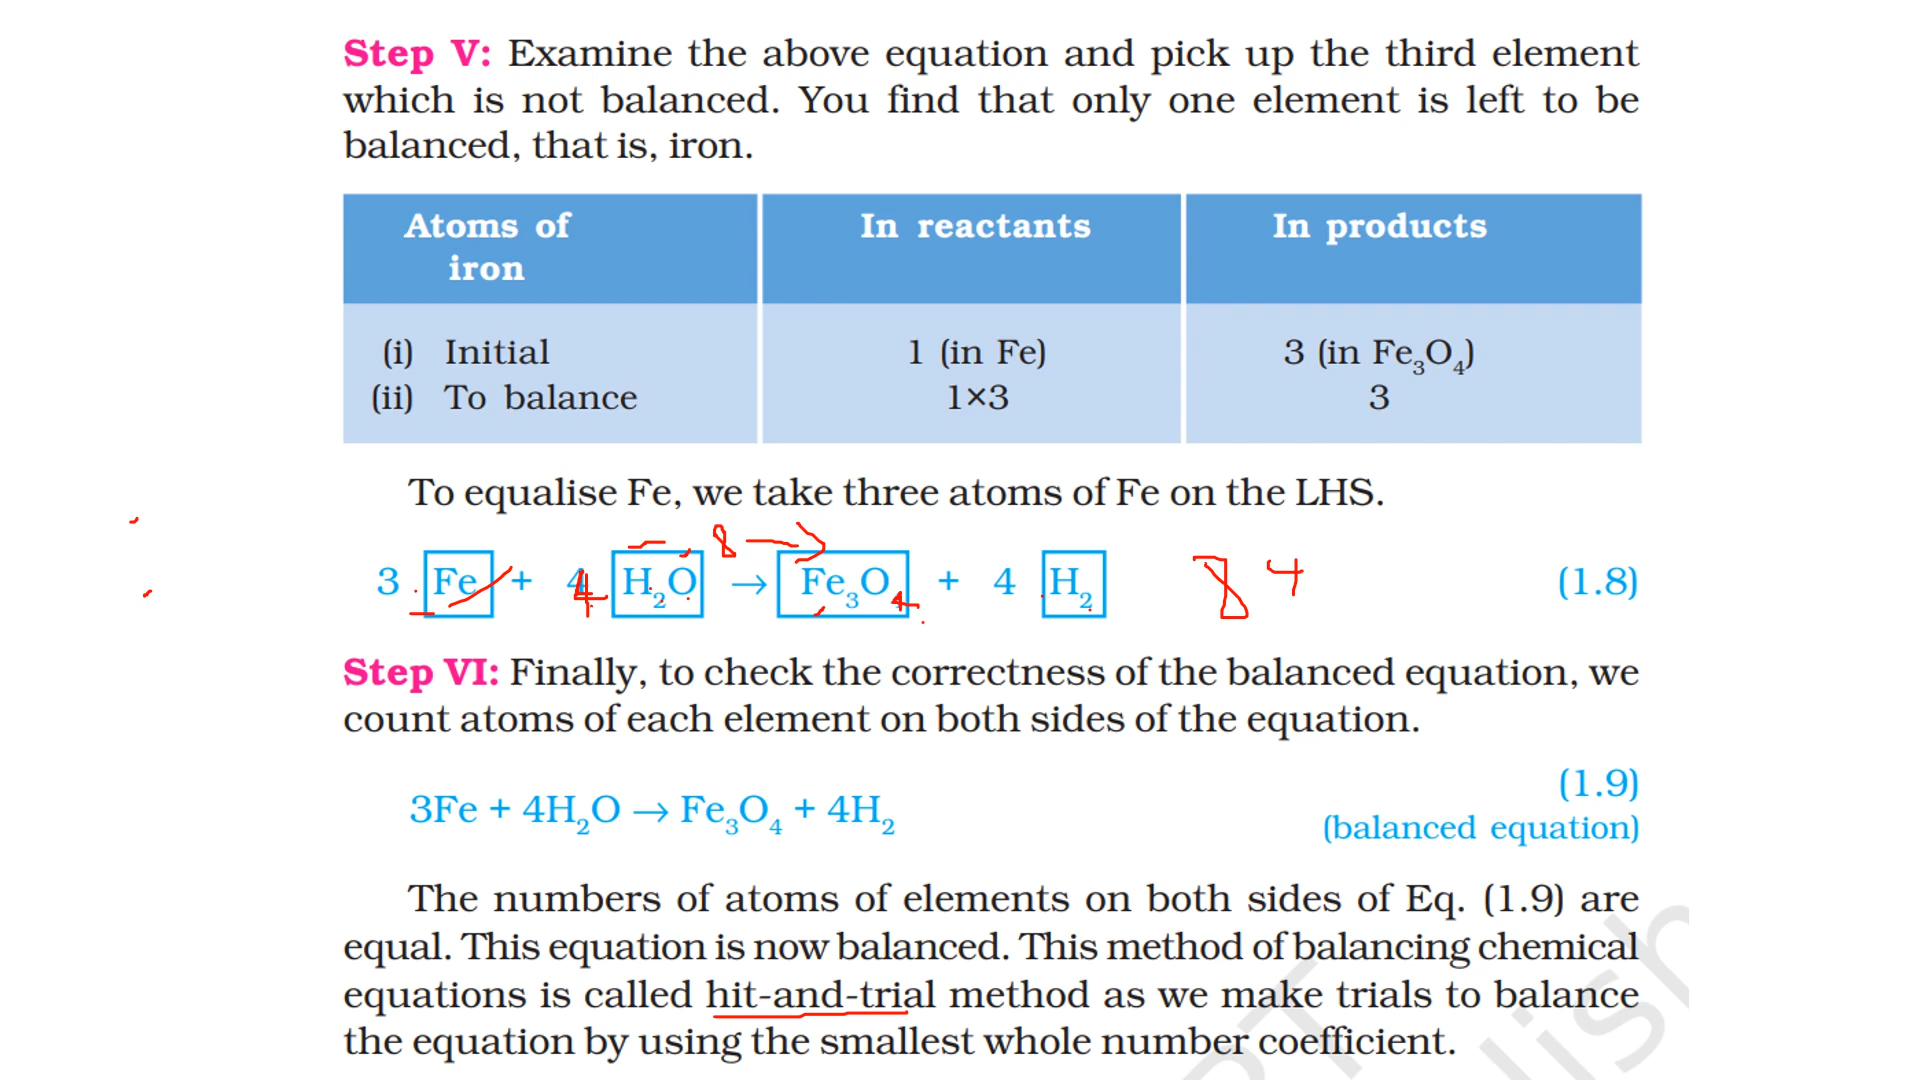 Step V: Examine the above equation and pick up the third element
which is not balanced. You find that only one element is left to be
balanced, that is, iron.
Atoms of iron In reactants In products
(i) Initial 1 (in Fe) 3 (in Fe₃O₄)
(ii) To balance 1×3 3
To equalise Fe, we take three atoms of Fe on the LHS.
8 →
3 Fe + 4 H₂O → Fe₃O₄ + 4 H₂ 8 4 (1.8)
Step VI: Finally, to check the correctness of the balanced equation, we
count atoms of each element on both sides of the equation.
3Fe + 4H₂O → Fe₃O₄ + 4H₂ (1.9)
(balanced equation)
The numbers of atoms of elements on both sides of Eq. (1.9) are
equal. This equation is now balanced. This method of balancing chemical
equations is called hit-and-trial method as we make trials to balance
the equation by using the smallest whole number coefficient.